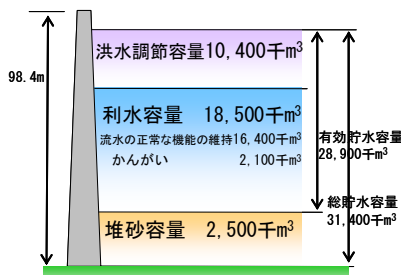 洪水調節容量10,400千m³
98.4m
利水容量 18,500千m³
流水の正常な機能の維持16,400千m³
かんがい 2,100千m³
有効貯水容量
28,900千m³
総貯水容量
31,400千m³
堆砂容量 2,500千m³